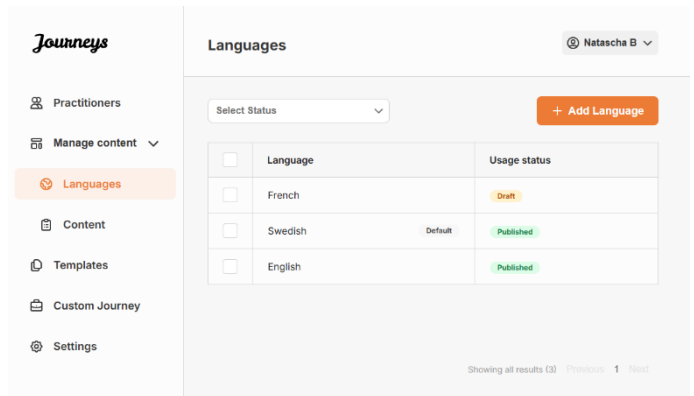 Journeys
Practitioners
Manage content
Languages
Content
Templates
Custom Journey
Settings
Languages
Natascha B
Select Status
+ Add Language
Language Usage status
French Draft
Swedish Default Published
English Published
Showing all results (3) Previous 1 Next